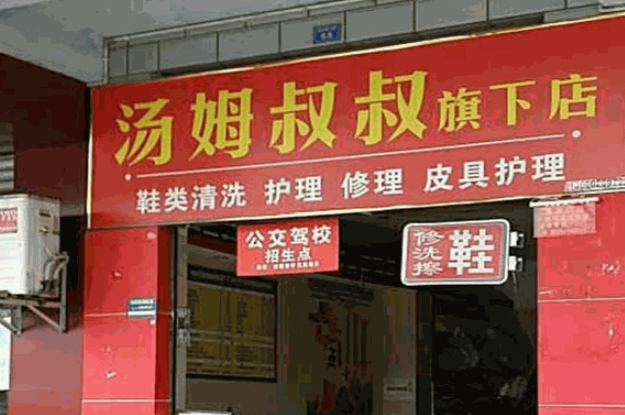 汤姆叔叔旗下店
鞋类清洗 护理 修理 皮具护理
公交驾校
招生点
修洗擦鞋